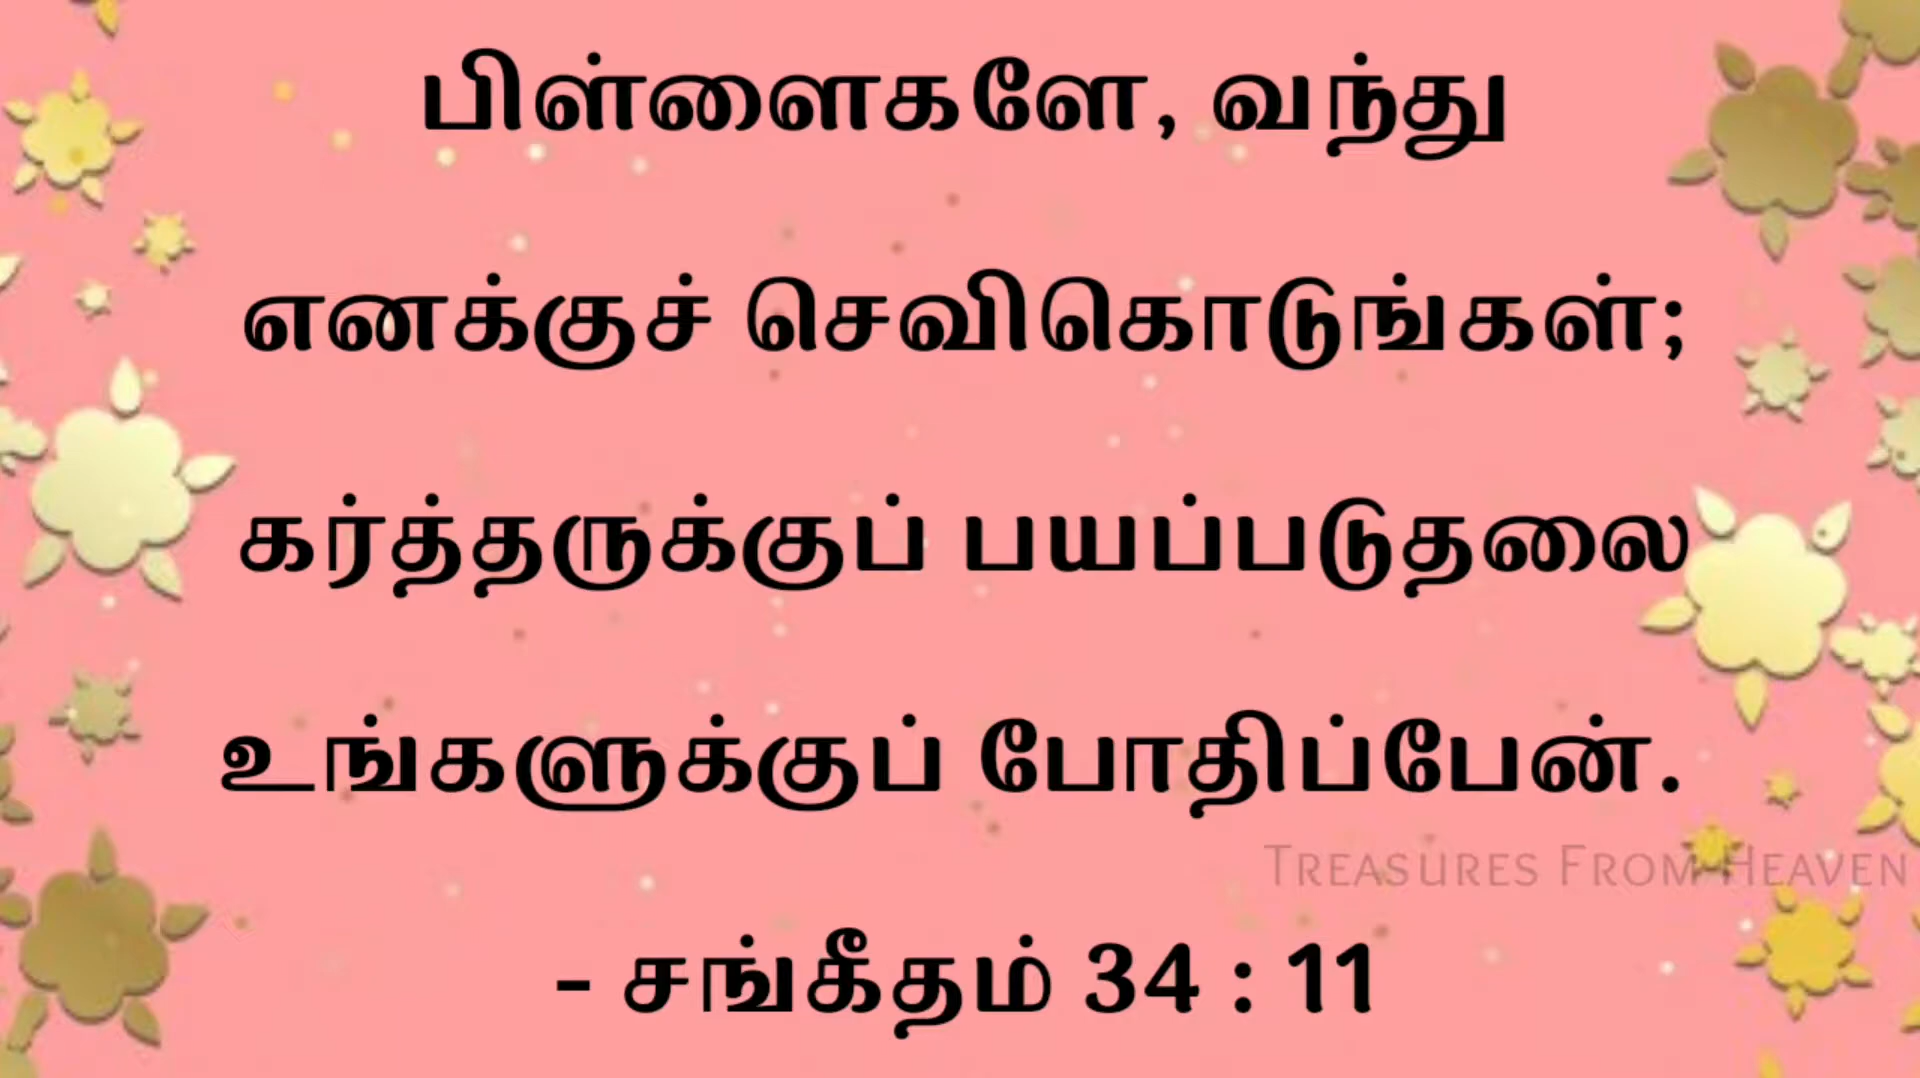 பிள்ளைகளே, வந்து
எனக்குச் செவிகொடுங்கள்;
கர்த்தருக்குப் பயப்படுதலை
உங்களுக்குப் போதிப்பேன்.
TREASURES FROM HEAVEN
- சங்கீதம் 34 : 11